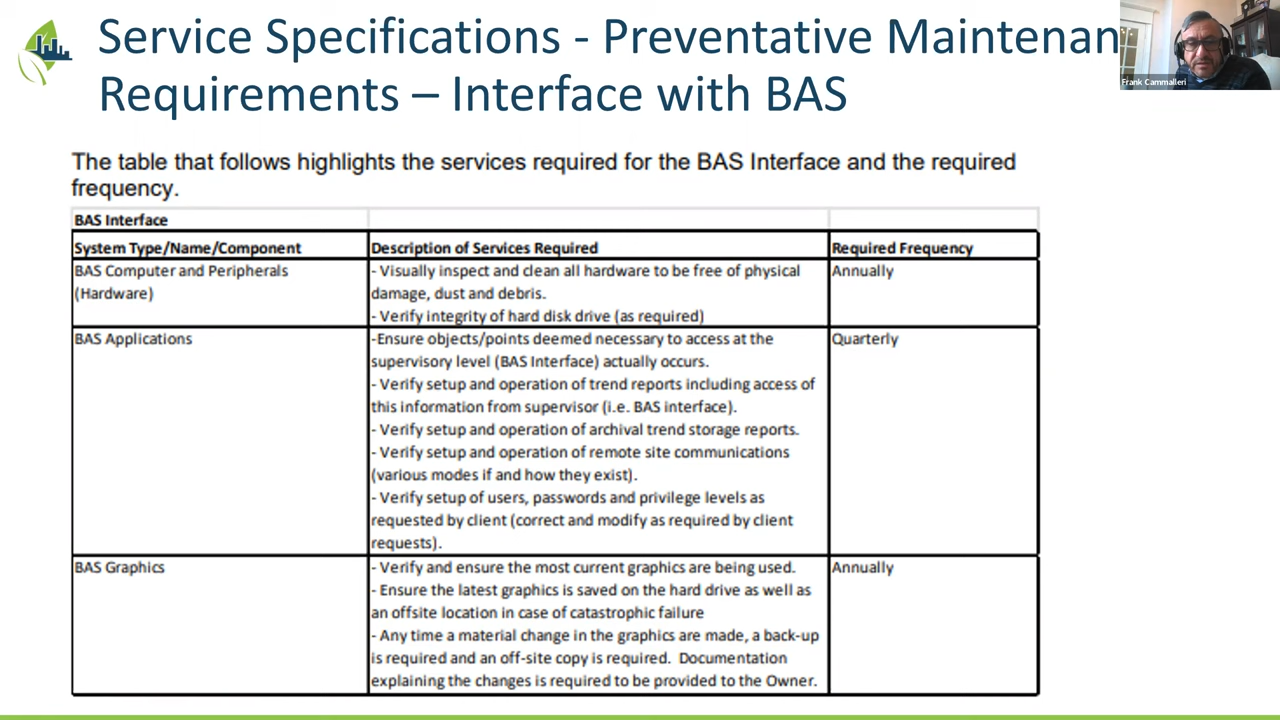 Service Specifications - Preventative Maintenan
Requirements – Interface with BAS
Frank Cammalleri
The table that follows highlights the services required for the BAS Interface and the required
frequency.
BAS Interface
System Type/Name/Component
Description of Services Required
Required Frequency
BAS Computer and Peripherals
(Hardware)
- Visually inspect and clean all hardware to be free of physical
damage, dust and debris.
- Verify integrity of hard disk drive (as required)
Annually
BAS Applications
-Ensure objects/points deemed necessary to access at the
supervisory level (BAS Interface) actually occurs.
- Verify setup and operation of trend reports including access of
this information from supervisor (i.e. BAS interface).
- Verify setup and operation of archival trend storage reports.
- Verify setup and operation of remote site communications
(various modes if and how they exist).
- Verify setup of users, passwords and privilege levels as
requested by client (correct and modify as required by client
requests).
Quarterly
BAS Graphics
- Verify and ensure the most current graphics are being used.
- Ensure the latest graphics is saved on the hard drive as well as
an offsite location in case of catastrophic failure
- Any time a material change in the graphics are made, a back-up
is required and an off-site copy is required.  Documentation
explaining the changes is required to be provided to the Owner.
Annually